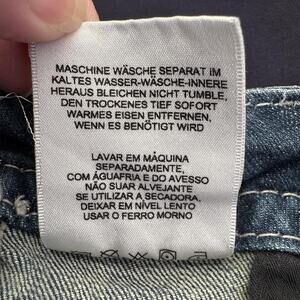 MASCHINE WÄSCHE SEPARAT IM
KALTES WASSER-WÄSCHE-INNERE
HERAUS BLEICHEN NICHT TUMBLE,
DEN TROCKENES TIEF SOFORT
WARMES EISEN ENTFERNEN,
WENN ES BENÖTIGT WIRD
LAVAR EM MÁQUINA
SEPARADAMENTE,
COM ÁGUAFRIA E DO AVESSO
NÃO SUAR ALVEJANTE
SE UTILIZAR A SECADORA,
DEIXAR EM NÍVEL LENTO
USAR O FERRO MORNO